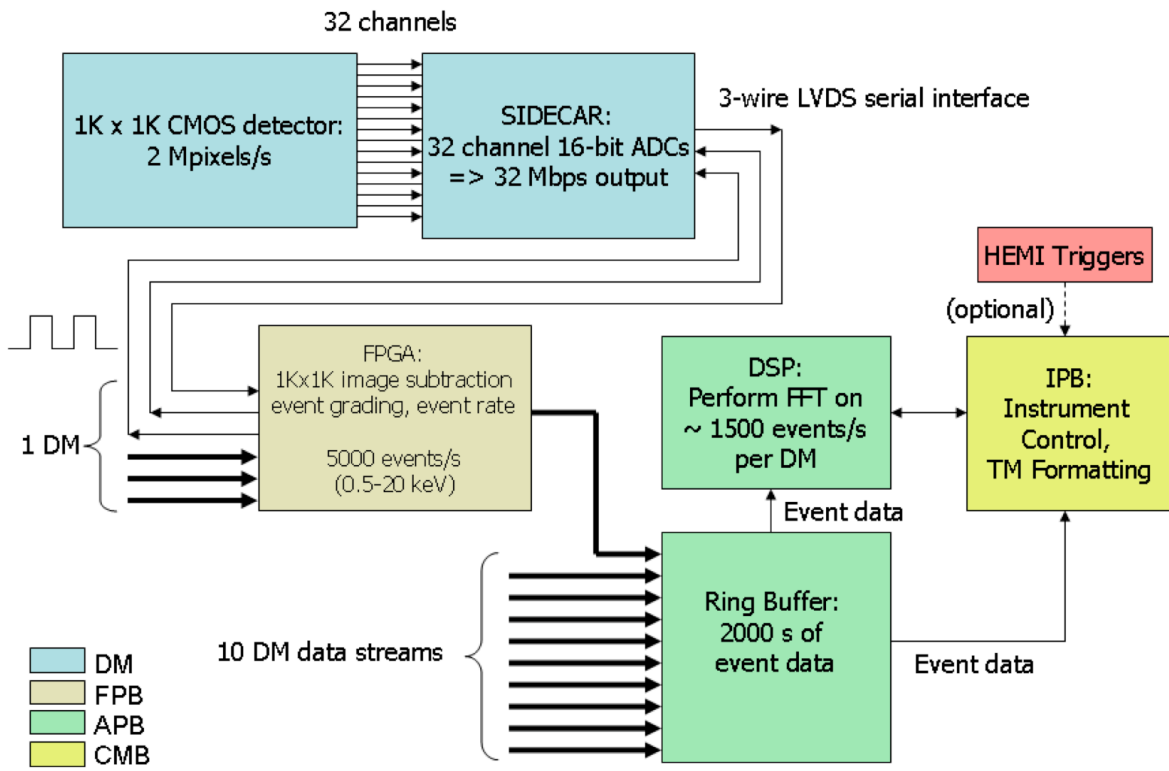 32 channels
1K x 1K CMOS detector:
2 Mpixels/s
SIDECAR:
32 channel 16-bit ADCs
=> 32 Mbps output
3-wire LVDS serial interface
HEMI Triggers
(optional)
FPGA:
1Kx1K image subtraction
event grading, event rate
5000 events/s
(0.5-20 keV)
1 DM
DSP:
Perform FFT on
~ 1500 events/s
per DM
IPB:
Instrument
Control,
TM Formatting
Event data
Ring Buffer:
2000 s of
event data
10 DM data streams
Event data
DM
FPB
APB
CMB